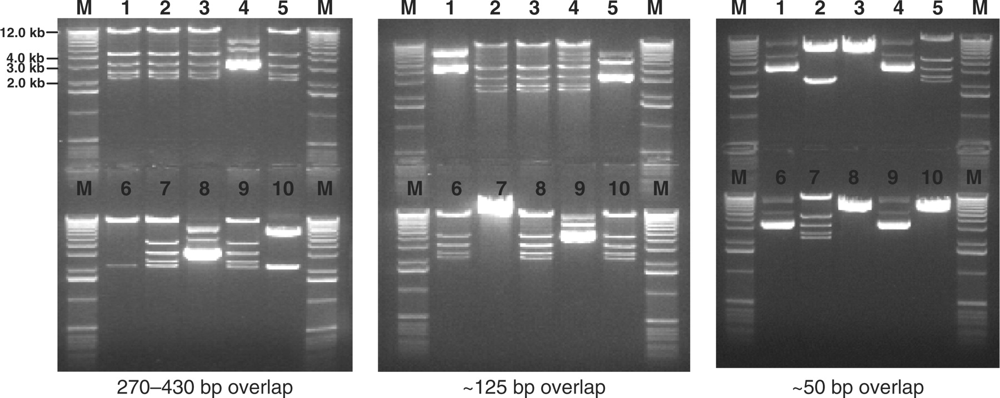 M 1 2 3 4 5 M
12.0 kb
4.0 kb
3.0 kb
2.0 kb
M 6 7 8 9 10 M
270–430 bp overlap
M 1 2 3 4 5 M
M 6 7 8 9 10 M
~125 bp overlap
M 1 2 3 4 5 M
M 6 7 8 9 10 M
~50 bp overlap